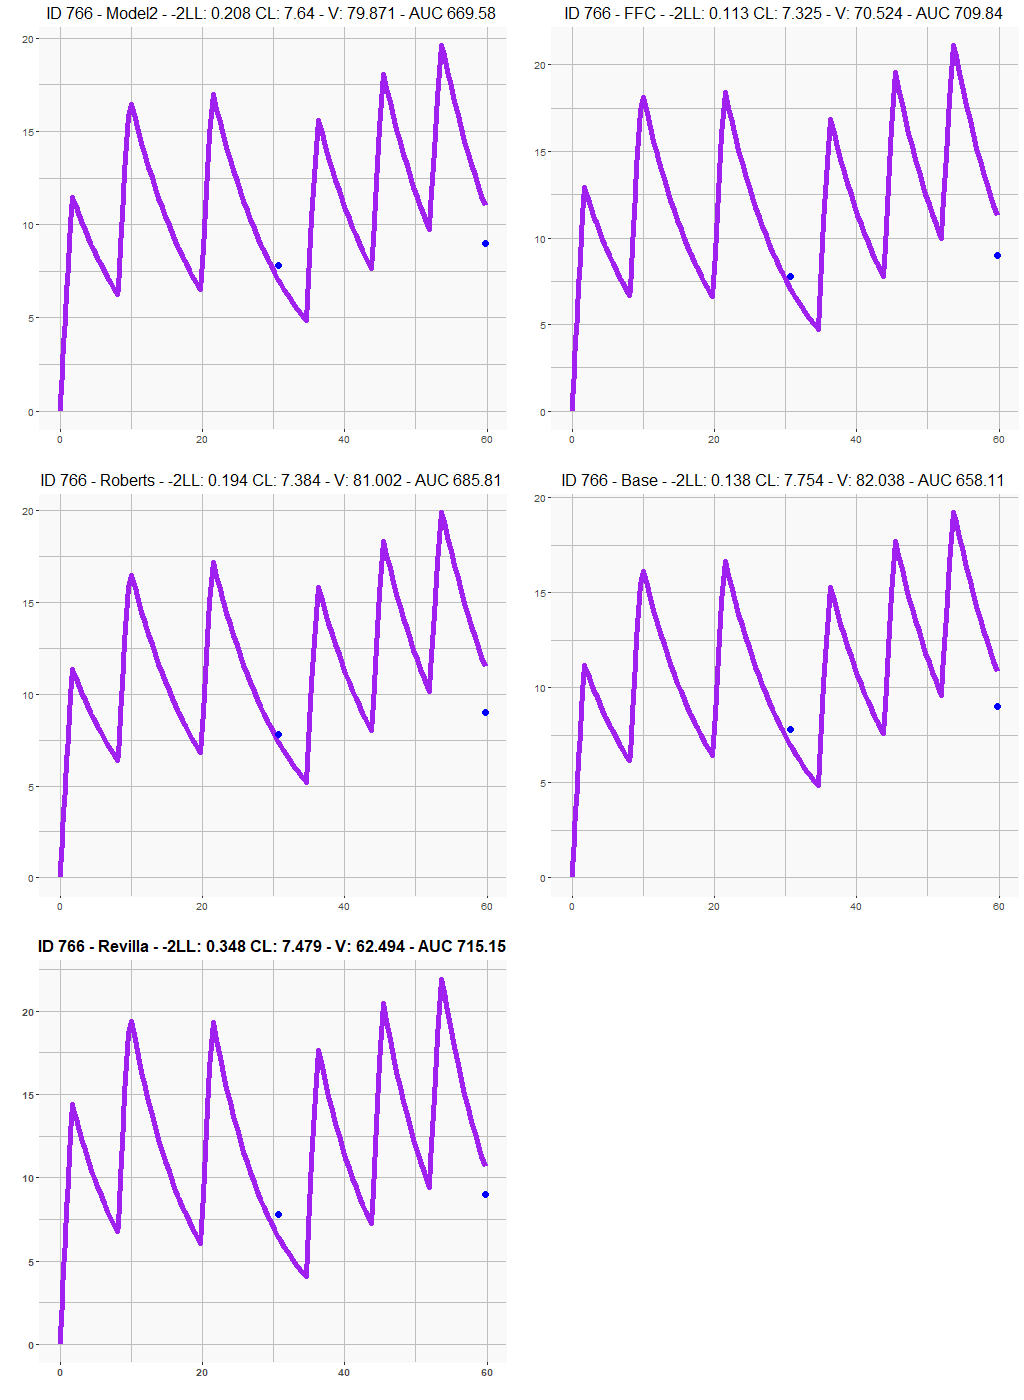 ID 766 - Model2 - -2LL: 0.208 CL: 7.64 - V: 79.871 - AUC 669.58
20
15
10
5
0
0 20 40 60
ID 766 - FFC - -2LL: 0.113 CL: 7.325 - V: 70.524 - AUC 709.84
20
15
10
5
0
0 20 40 60
ID 766 - Roberts - -2LL: 0.194 CL: 7.384 - V: 81.002 - AUC 685.81
20
15
10
5
0
0 20 40 60
ID 766 - Base - -2LL: 0.138 CL: 7.754 - V: 82.038 - AUC 658.11
20
15
10
5
0
0 20 40 60
ID 766 - Revilla - -2LL: 0.348 CL: 7.479 - V: 62.494 - AUC 715.15
20
15
10
5
0
0 20 40 60